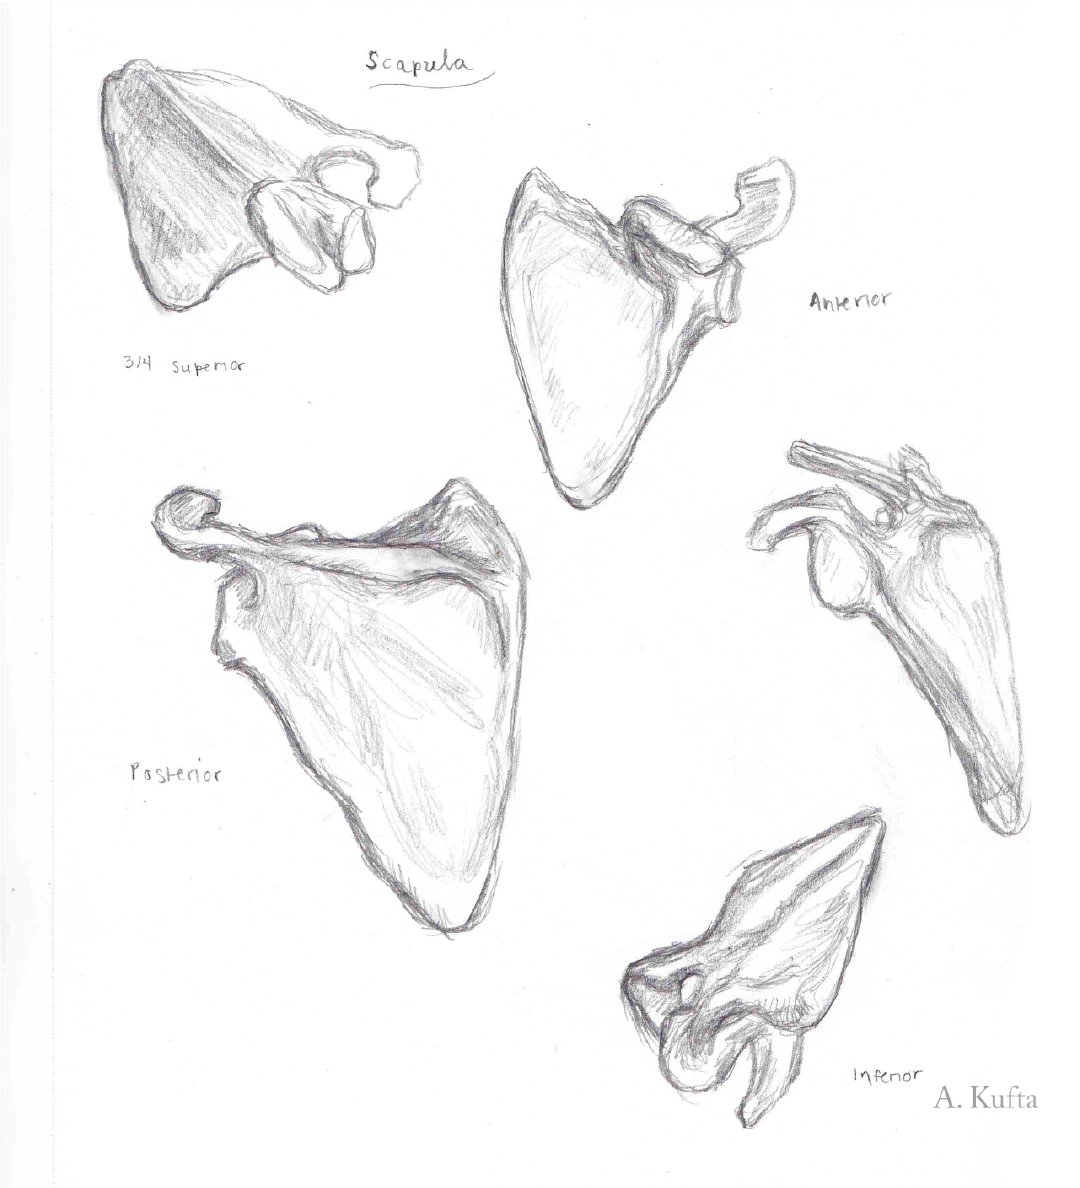 Scapula
Anterior
3/4 Superior
Posterior
Inferior
A. Kufta